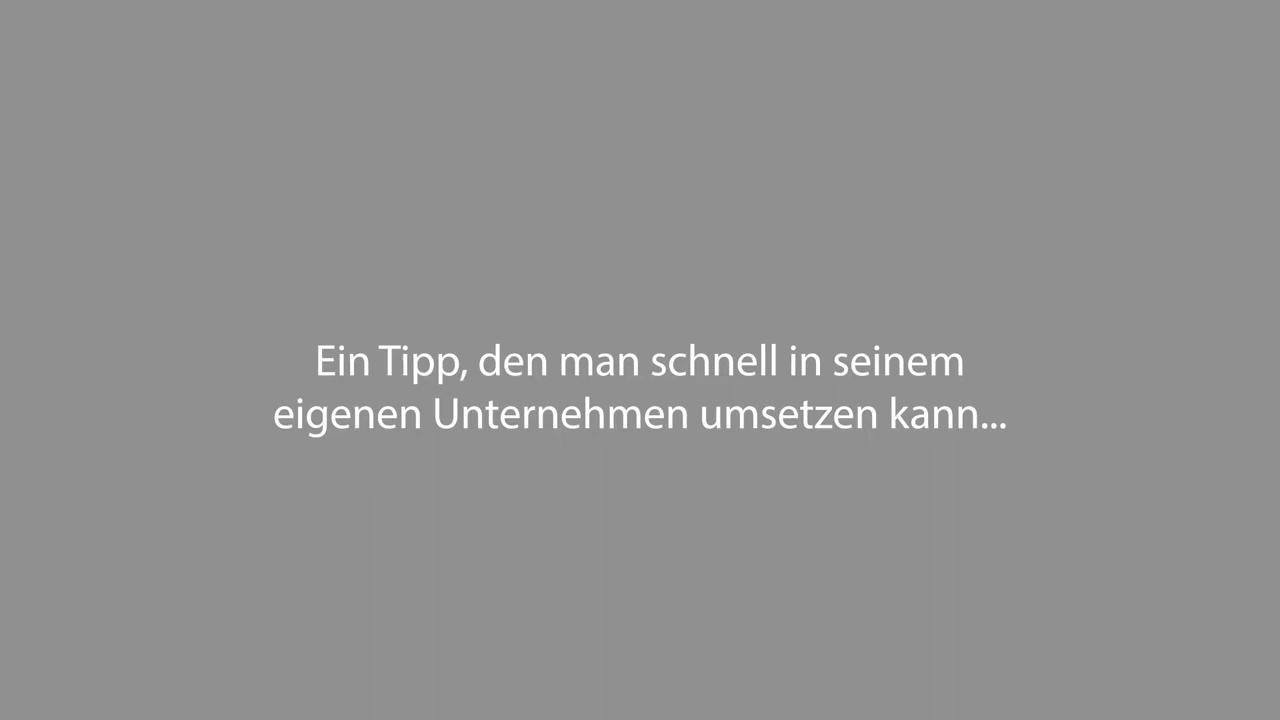 Ein Tipp, den man schnell in seinem
eigenen Unternehmen umsetzen kann...